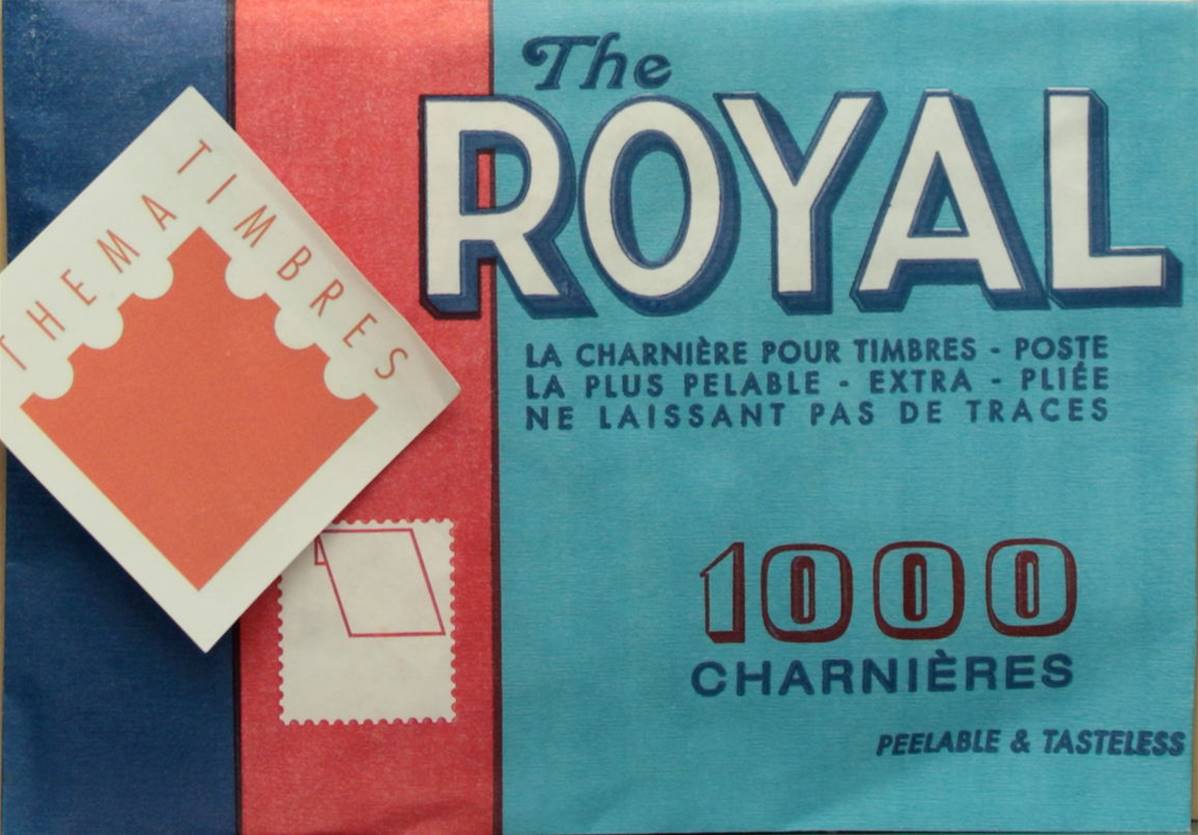 The
ROYAL
THEMA
TIMBRES
LA CHARNIÈRE POUR TIMBRES - POSTE
LA PLUS PELABLE - EXTRA - PLIÉE
NE LAISSANT PAS DE TRACES
1000
CHARNIÈRES
PEELABLE & TASTELESS